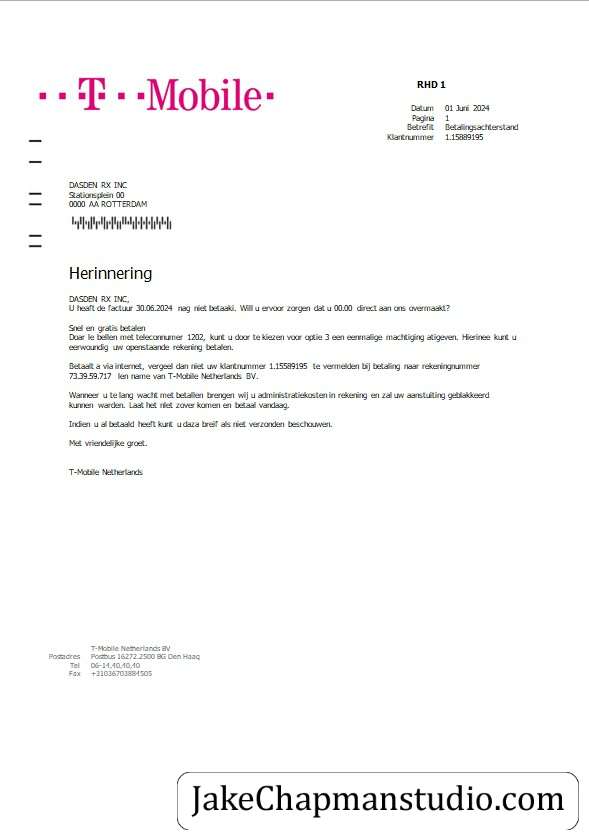 T Mobile
RHD 1
Datum 01 Juni 2024
Pagina 1
Betrefit Betalingsachterstand
Klantnummer 1.15889195
DASDEN RX INC
Stationsplein 00
0000 AA ROTTERDAM
Herinnering
DASDEN RX INC,
U heaft de factuur 30.06.2024 nag niet betaaki. Will u ervoor zorgen dat u 00.00 direct aan ons overmaakt?
Snel en gratis betalen
Doar le bellen met teleconnumer 1202, kunt u door te kiezen for optie 3 een eenmalige machtiging atigeven. Hierinee kunt u
eerwoundig uw openstaande rekening betalen.
Betaalt a via internet, vergeel dan niet uw klantnummer 1.15589195 te vermelden bij betaling naar rekeningnummer
73.39.59.717 len name van T-Mobile Netherlands BV.
Wanneer u te lang wacht met betallen brengen wij u administratiekosten in rekening en zal uw aanstuiting geblakkeerd
kunnen warden. Laat het niet zover komen en betaal vandaag.
Indien u al betaald heeft kunt u daza breif als niet verzonden beschouwen.
Met vriendelijke groet.
T-Mobile Netherlands
T-Mobile Netherlands BV
Postadres Postbus 16272.2500 BG Den Haag
Tel 06-14,40,40,40
Fax +31036703884505
JakeChapmanstudio.com